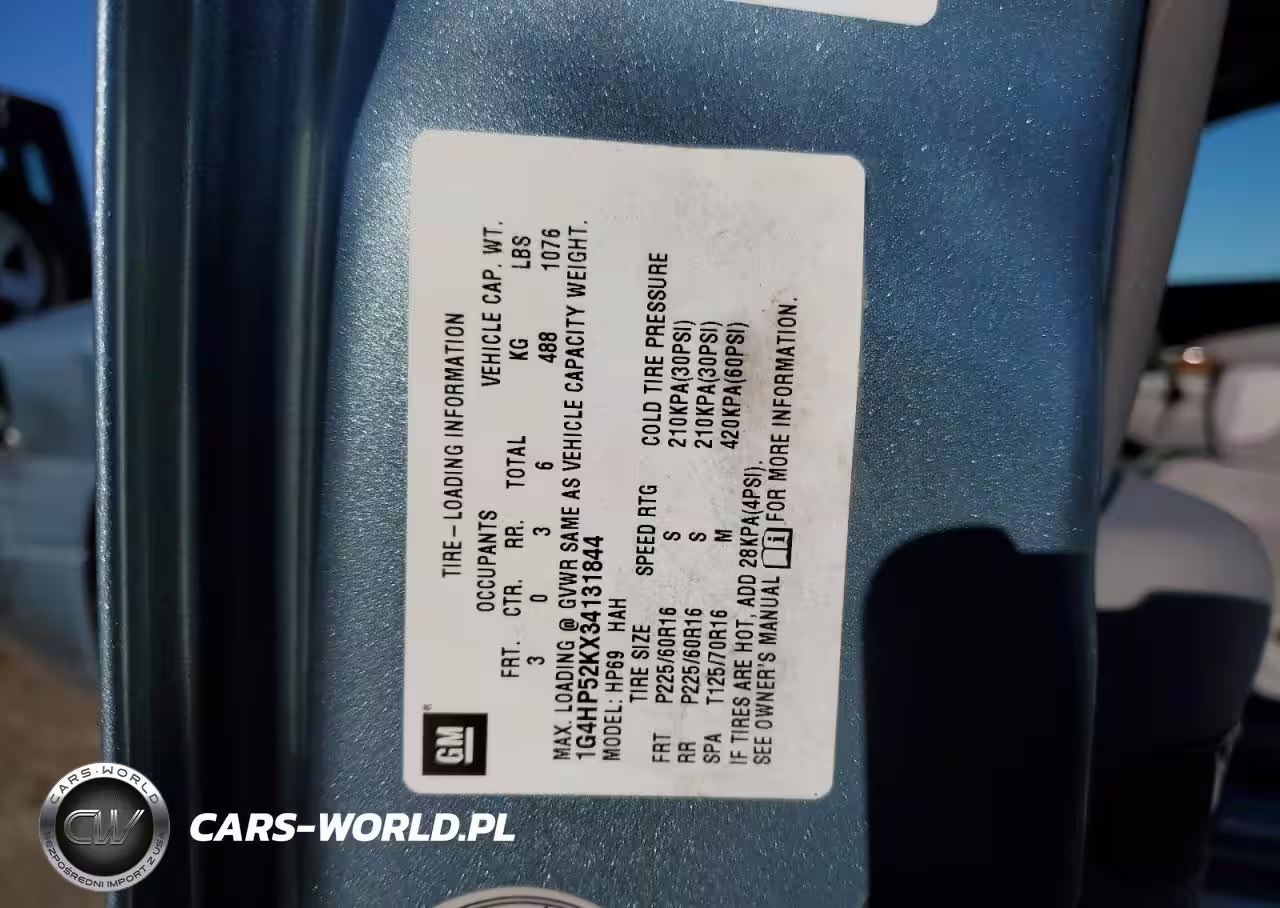 GM®
TIRE-LOADING INFORMATION
OCCUPANTS VEHICLE CAP. WT.
FRT. CTR. RR. TOTAL KG LBS
3 0 3 6 488 1076
MAX. LOADING @ GVWR SAME AS VEHICLE CAPACITY WEIGHT.
1G4HP52KX34131844
MODEL: HP69 HAH
TIRE SIZE SPEED RTG COLD TIRE PRESSURE
FRT P225/60R16 S 210KPA(30PSI)
RR P225/60R16 S 210KPA(30PSI)
SPA T125/70R16 M 420KPA(60PSI)
IF TIRES ARE HOT, ADD 28KPA(4PSI).
SEE OWNER'S MANUAL i FOR MORE INFORMATION.
CARS-WORLD
CW
BEZPOŚREDNI IMPORT Z USA
CARS-WORLD.PL